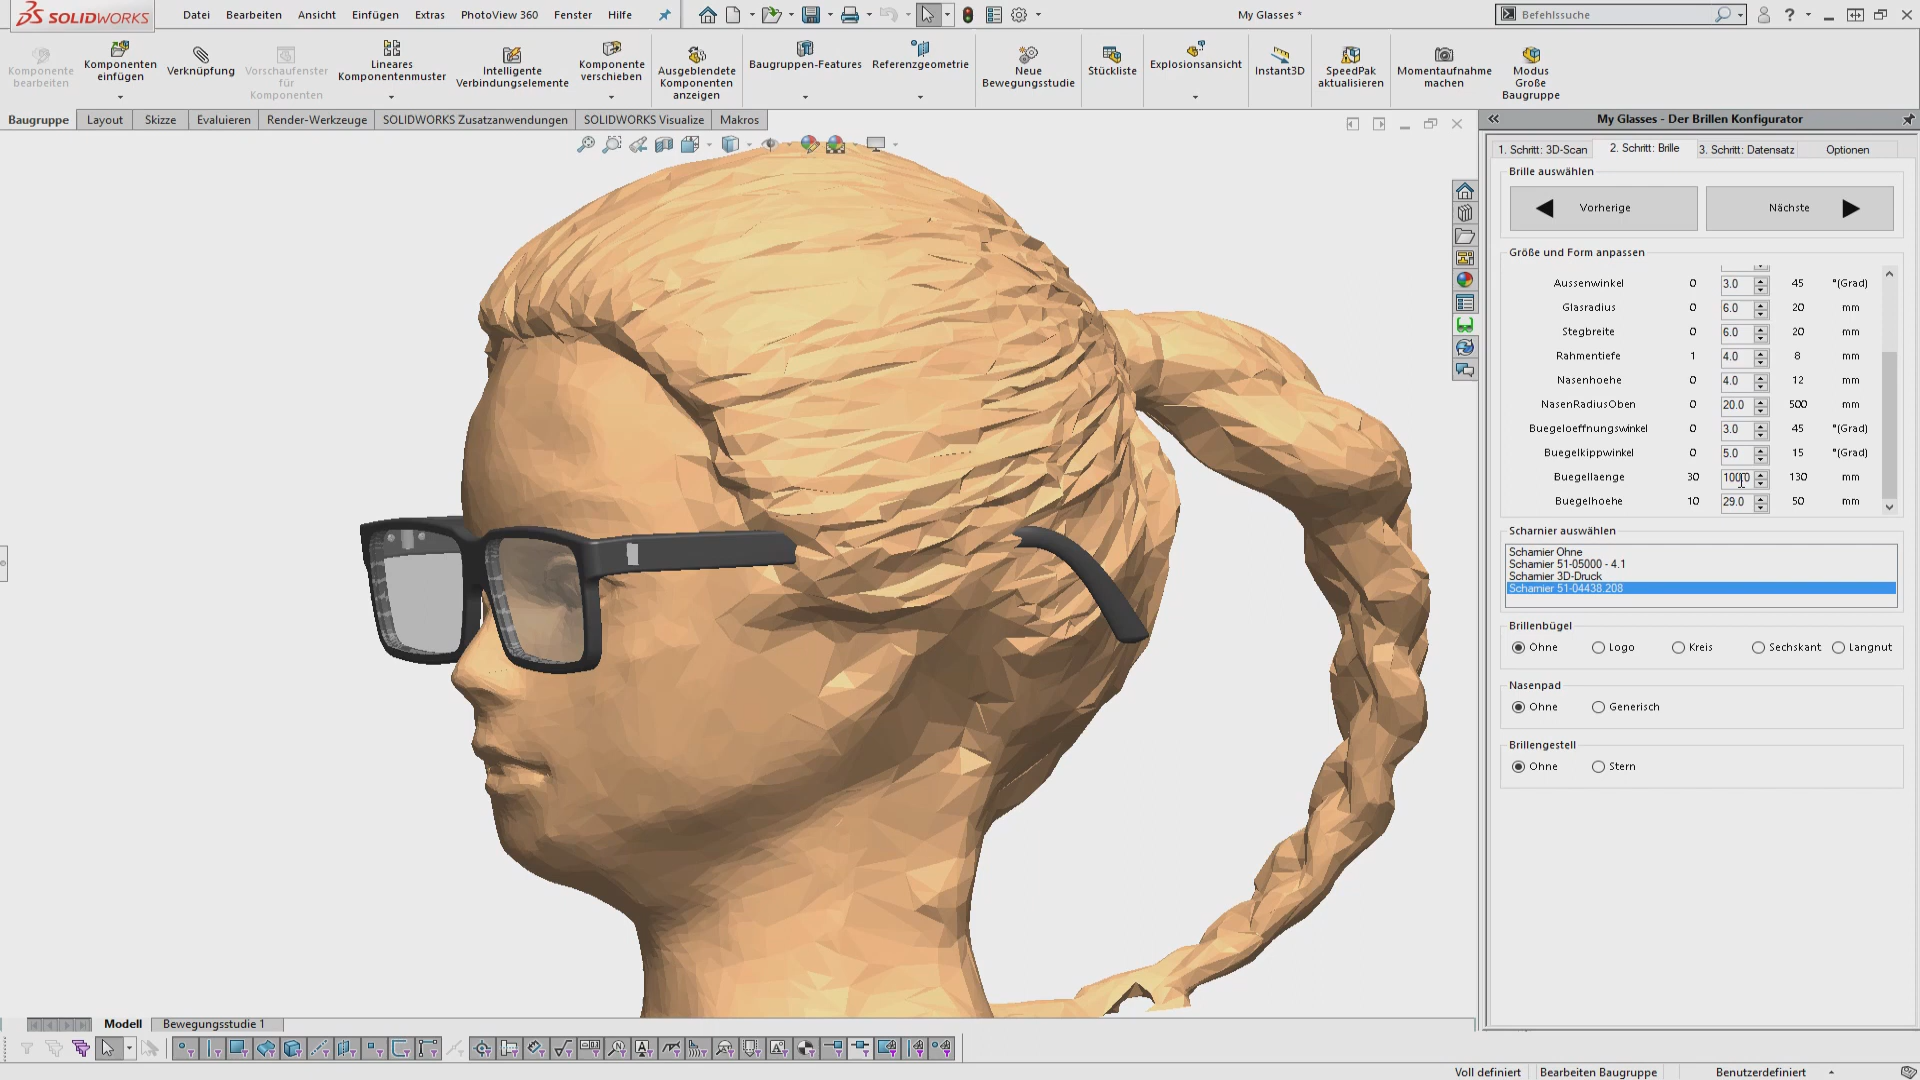 SOLIDWORKS
Datei Bearbeiten Ansicht Einfügen Extras PhotoView 360 Fenster Hilfe
My Glasses *
Befehlssuche
Komponente bearbeiten
Komponenten einfügen
Verknüpfung
Vorschaufenster für Komponenten
Lineares Komponentenmuster
Intelligente Verbindungselemente
Komponente verschieben
Ausgeblendete Komponenten anzeigen
Baugruppen-Features
Referenzgeometrie
Neue Bewegungsstudie
Stückliste
Explosionsansicht
Instant3D
SpeedPak aktualisieren
Momentaufnahme machen
Modus Große Baugruppe
Baugruppe Layout Skizze Evaluieren Render-Werkzeuge SOLIDWORKS Zusatzanwendungen SOLIDWORKS Visualize Makros
My Glasses - Der Brillen Konfigurator
1. Schritt: 3D-Scan 2. Schritt: Brille 3. Schritt: Datensatz Optionen
Brille auswählen
Vorherige Nächste
Größe und Form anpassen
Aussenwinkel 0 3.0 45 °(Grad)
Glasradius 0 6.0 20 mm
Stegbreite 0 6.0 20 mm
Rahmentiefe 1 4.0 8 mm
Nasenhoehe 0 4.0 12 mm
NasenRadiusOben 0 20.0 500 mm
Buegeloeffnungswinkel 0 3.0 45 °(Grad)
Buegelkippwinkel 0 5.0 15 °(Grad)
Buegellaenge 30 100.0 130 mm
Buegelhoehe 10 29.0 50 mm
Scharnier auswählen
Scharnier Ohne
Scharnier 51-05000 - 4.1
Scharnier 3D-Druck
Scharnier 51-04438.208
Brillenbügel
Ohne Logo Kreis Sechskant Langnut
Nasenpad
Ohne Generisch
Brillengestell
Ohne Stern
Modell Bewegungsstudie 1
Voll definiert Bearbeiten Baugruppe Benutzerdefiniert